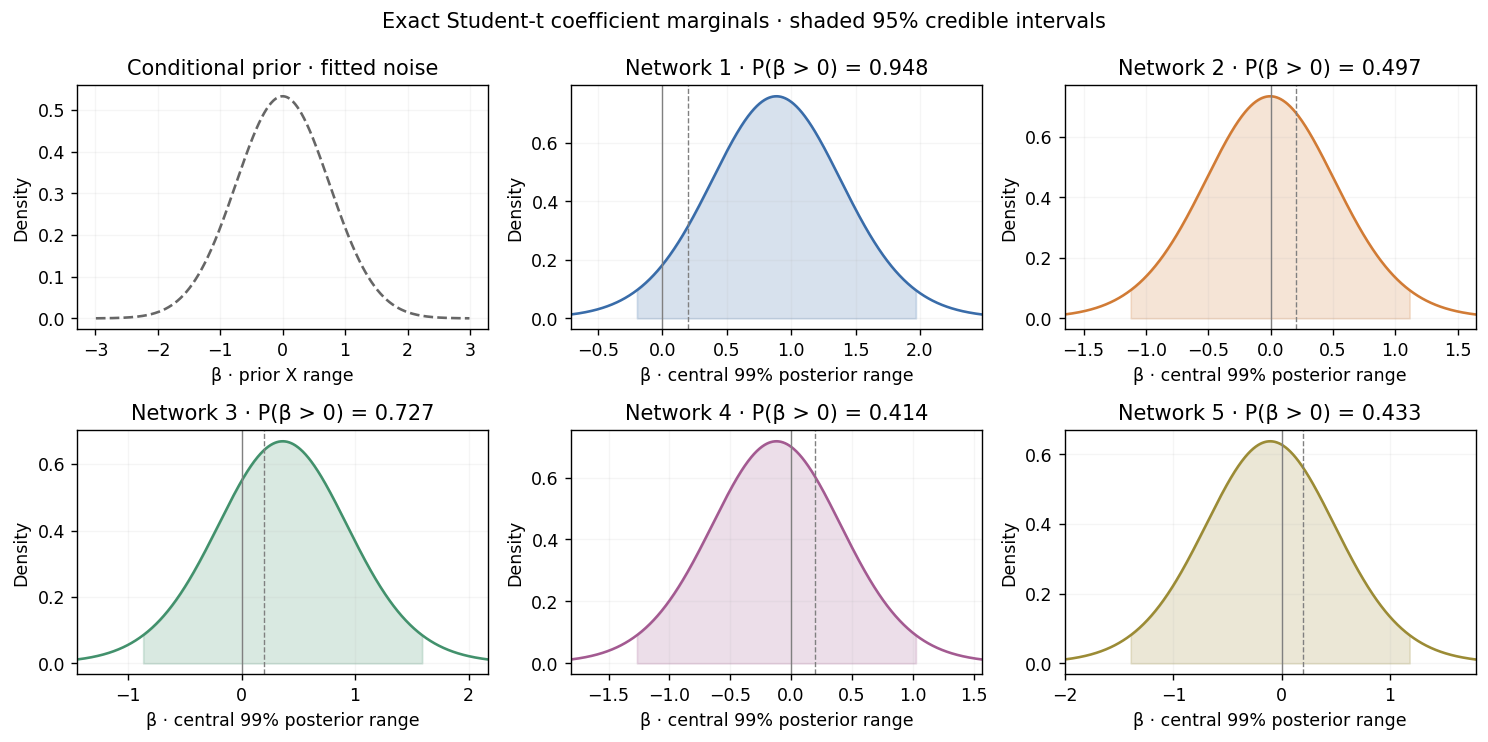 Exact Student-t coefficient marginals · shaded 95% credible intervals
Conditional prior · fitted noise
Density
0.5
0.4
0.3
0.2
0.1
0.0
−3 −2 −1 0 1 2 3
β · prior X range
Network 1 · P(β > 0) = 0.948
Density
0.6
0.4
0.2
0.0
−0.5 0.0 0.5 1.0 1.5 2.0
β · central 99% posterior range
Network 2 · P(β > 0) = 0.497
Density
0.6
0.4
0.2
0.0
−1.5 −1.0 −0.5 0.0 0.5 1.0 1.5
β · central 99% posterior range
Network 3 · P(β > 0) = 0.727
Density
0.6
0.4
0.2
0.0
−1 0 1 2
β · central 99% posterior range
Network 4 · P(β > 0) = 0.414
Density
0.6
0.4
0.2
0.0
−1.5 −1.0 −0.5 0.0 0.5 1.0 1.5
β · central 99% posterior range
Network 5 · P(β > 0) = 0.433
Density
0.6
0.4
0.2
0.0
−2 −1 0 1
β · central 99% posterior range